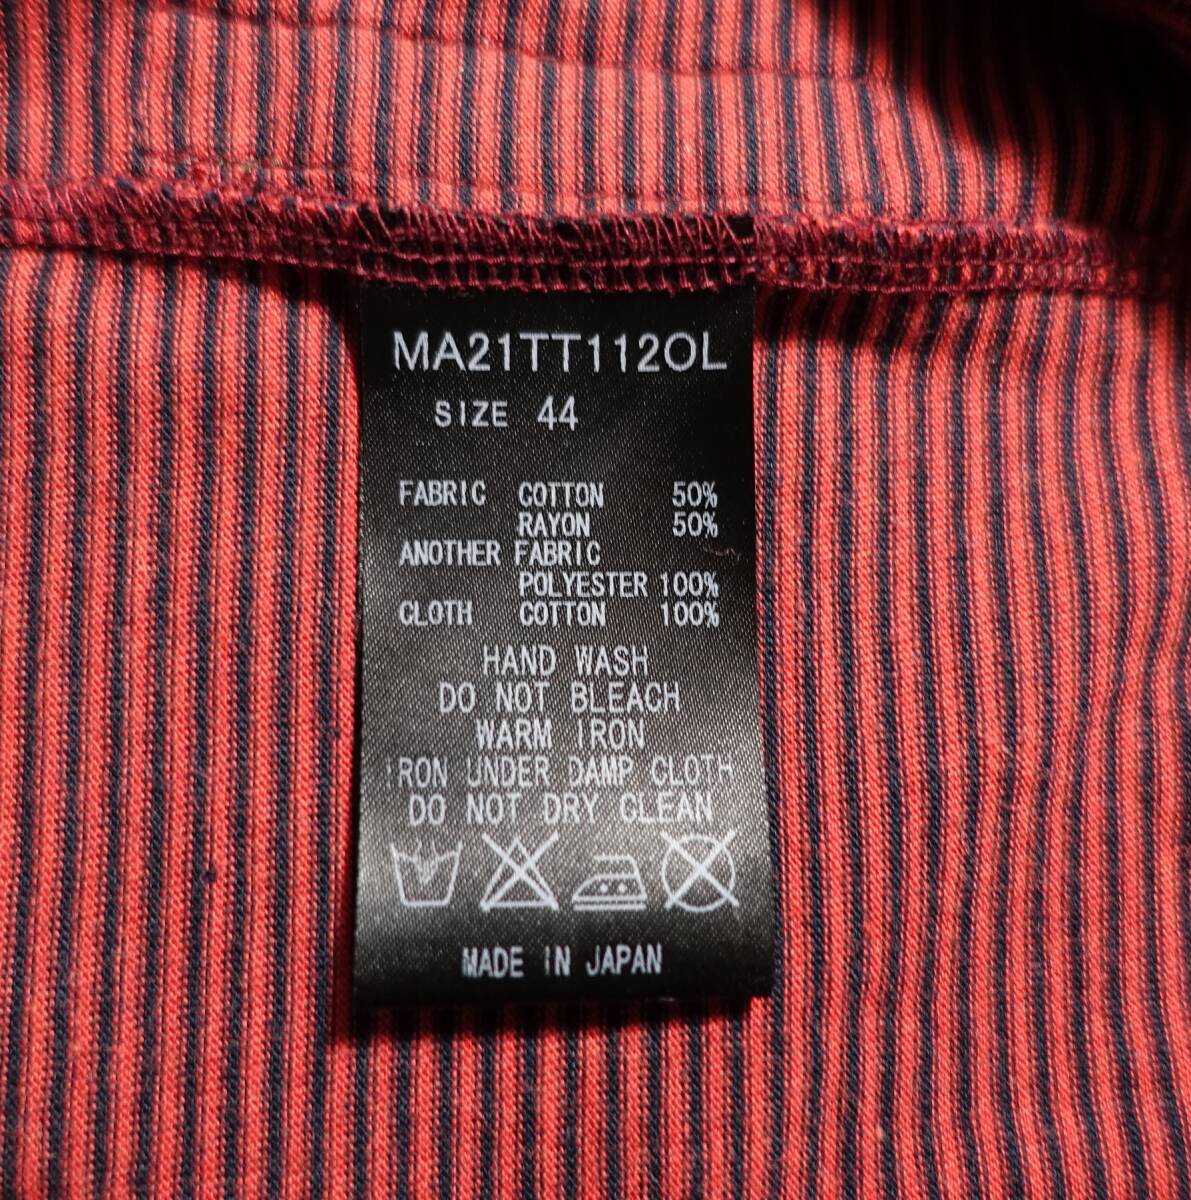 MA21TT112OL
SIZE 44
FABRIC COTTON 50%
RAYON 50%
ANOTHER FABRIC
POLYESTER 100%
CLOTH COTTON 100%
HAND WASH
DO NOT BLEACH
WARM IRON
IRON UNDER DAMP CLOTH
DO NOT DRY CLEAN
MADE IN JAPAN